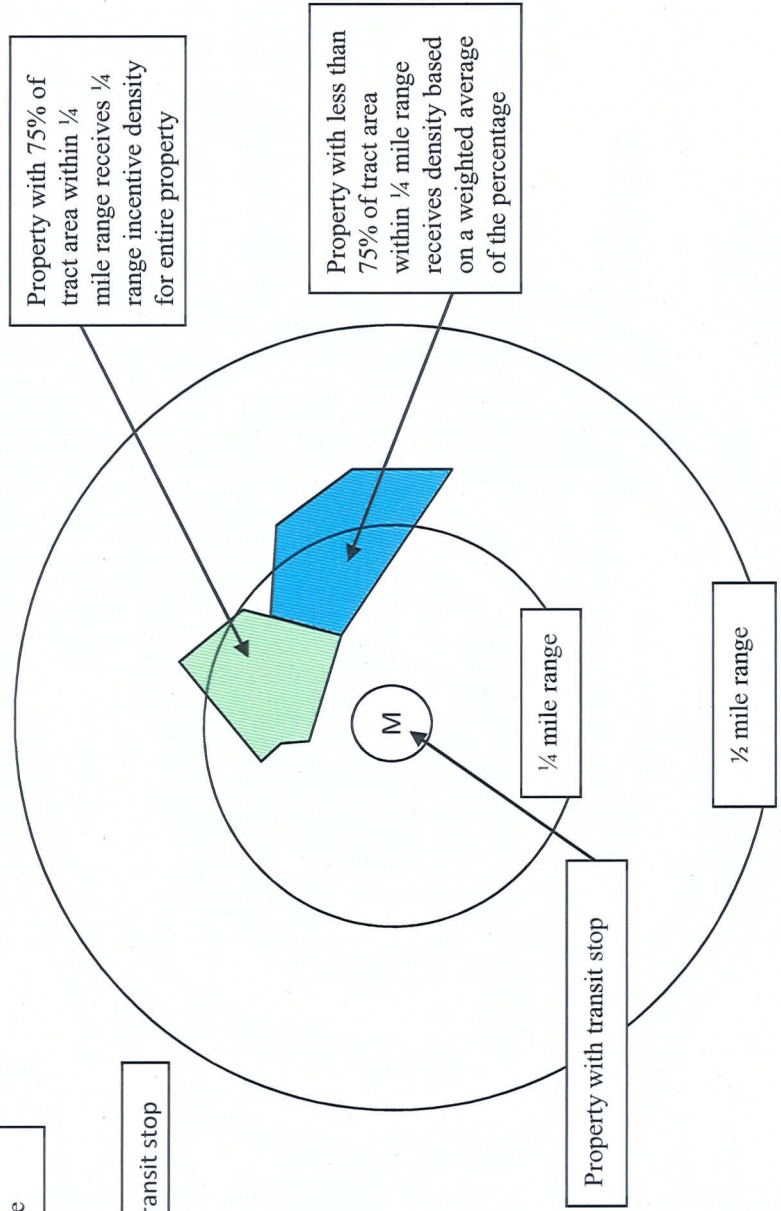 Property with 75% of
tract area within ¼
mile range receives ¼
range incentive density
for entire property
Property with less than
75% of tract area
within ¼ mile range
receives density based
on a weighted average
of the percentage
M
¼ mile range
½ mile range
Property with transit stop
ransit stop
e